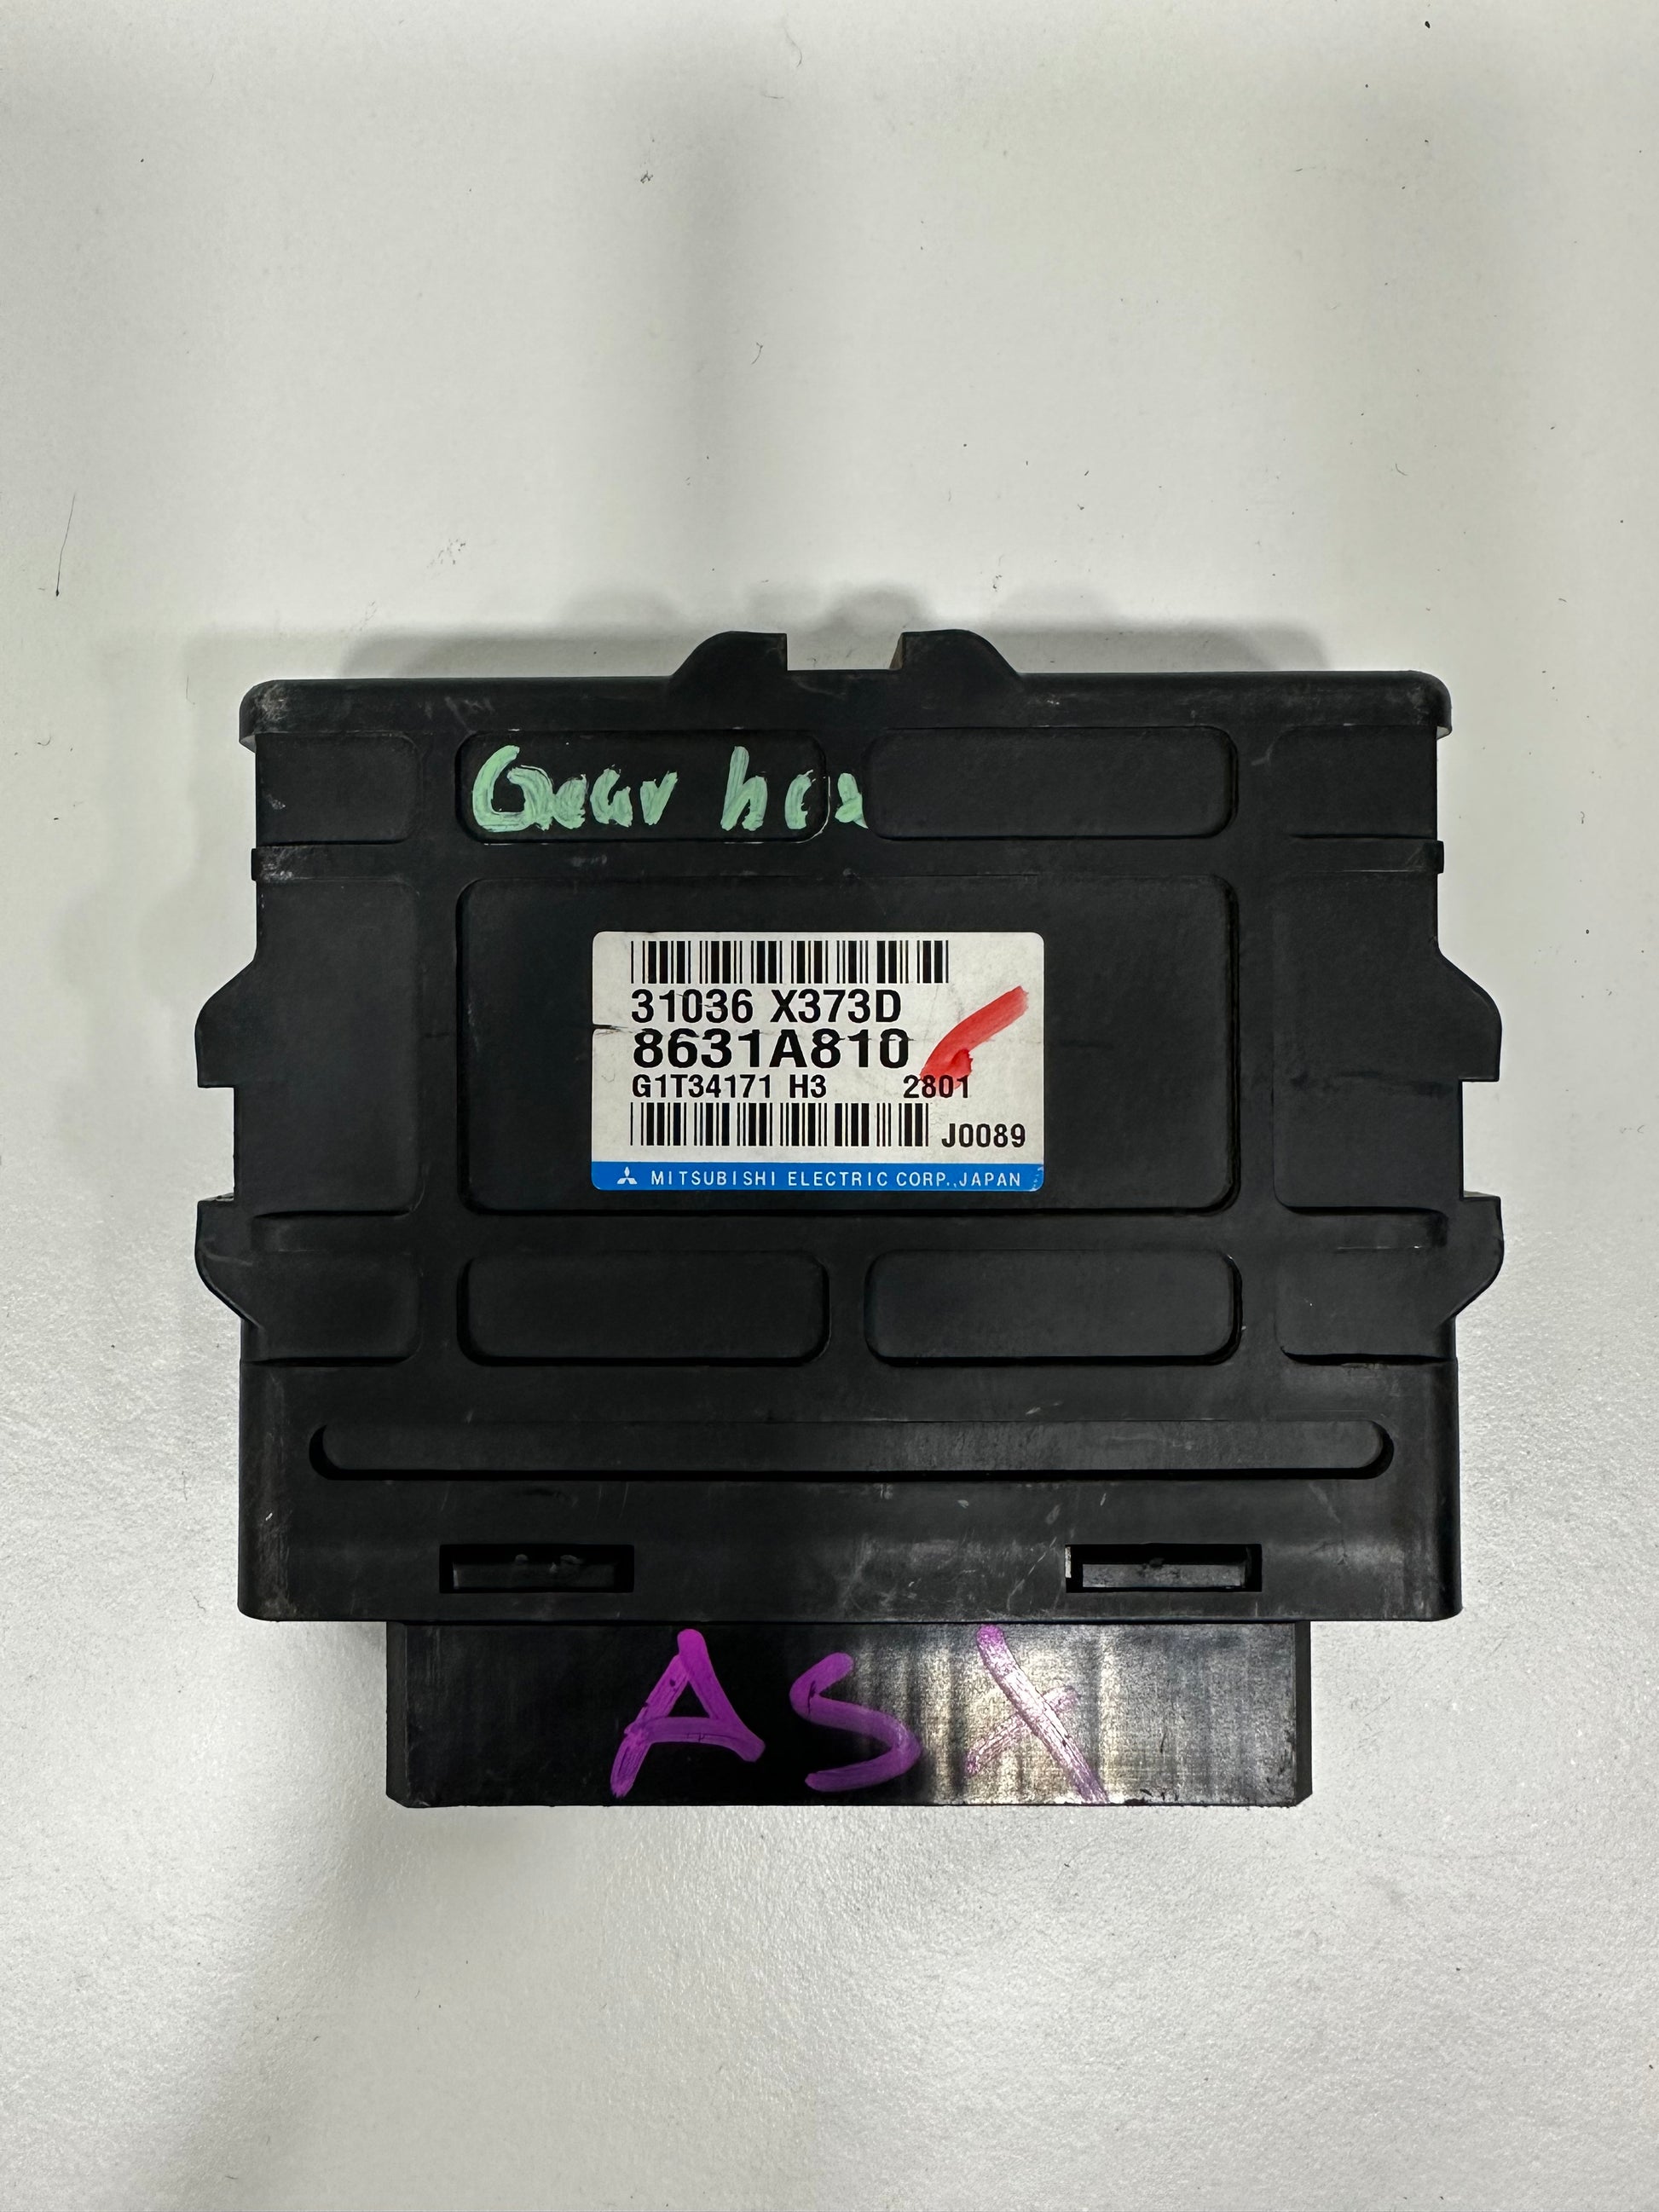 Gear box
31036 X373D
8631A810
G1T34171 H3 2801
J0089
MITSUBISHI ELECTRIC CORP., JAPAN
ASX